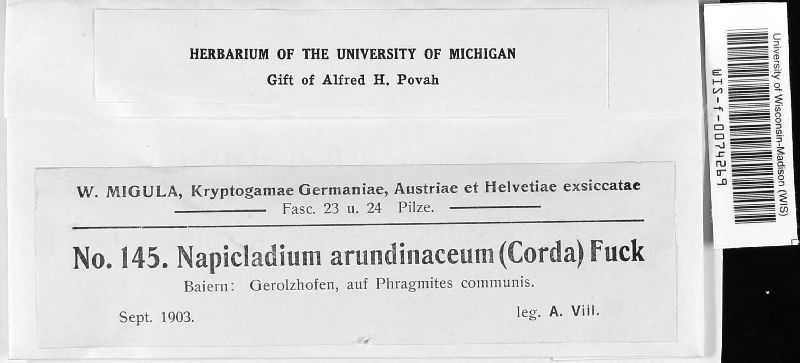 HERBARIUM OF THE UNIVERSITY OF MICHIGAN
Gift of Alfred H. Povah
W. MIGULA, Kryptogamae Germaniae, Austriae et Helvetiae exsiccatae
Fasc. 23 u. 24 Pilze.
No. 145. Napicladium arundinaceum (Corda) Fuck
Baiern: Gerolzhofen, auf Phragmites communis.
Sept. 1903.
leg. A. Vill.
University of Wisconsin-Madison (WIS)
WIS-f-0074269